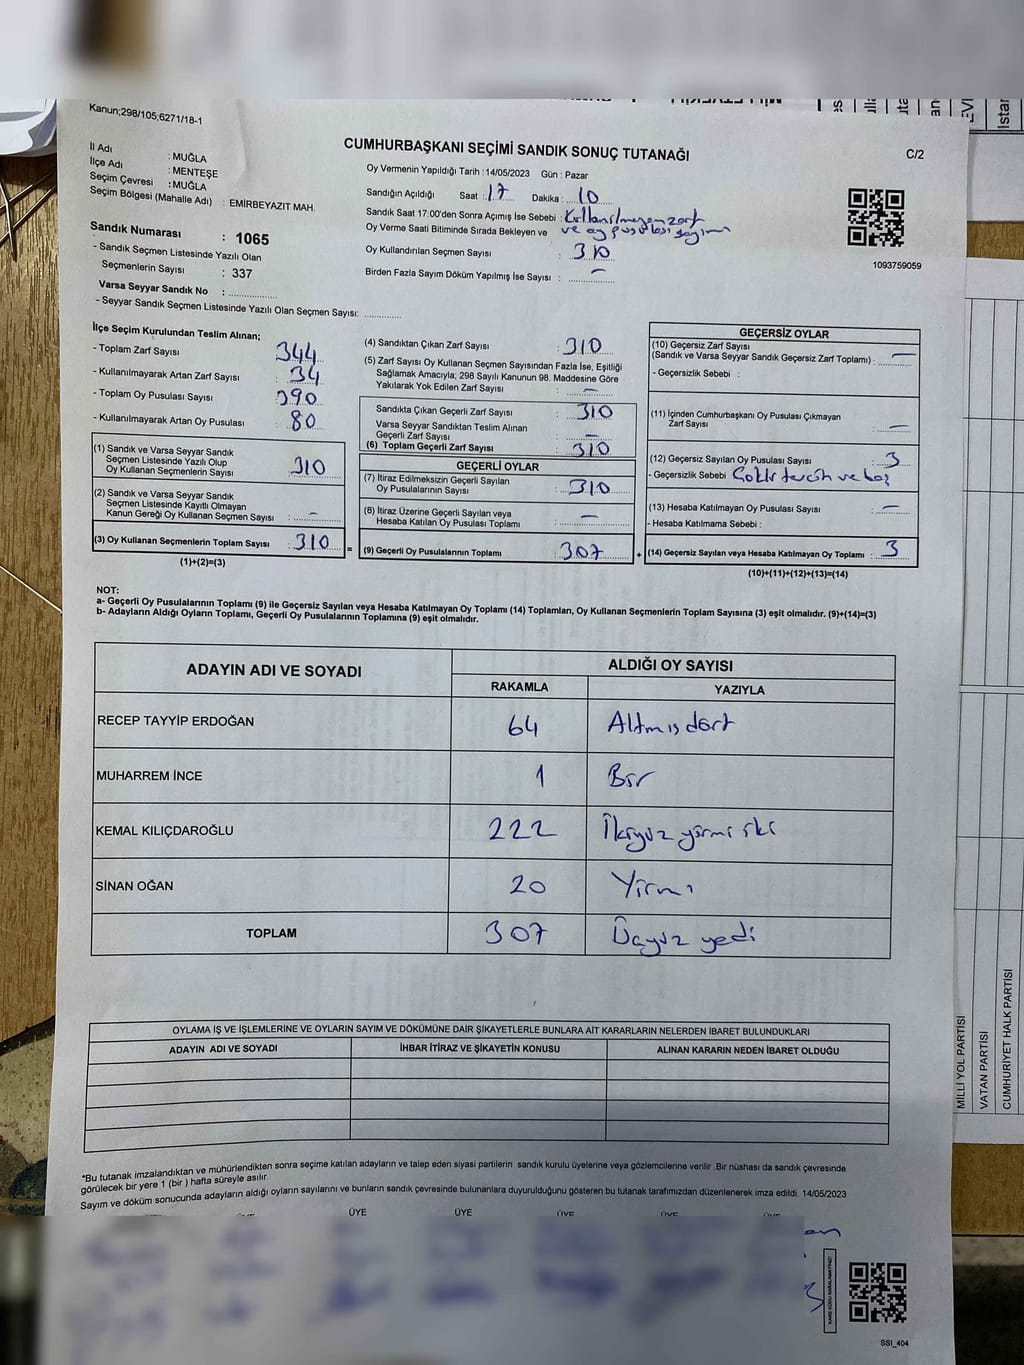 Kanun;298/105;6271/18-1
CUMHURBAŞKANI SEÇİMİ SANDIK SONUÇ TUTANAĞI
C/2
İl Adı : MUĞLA
İlçe Adı : MENTEŞE
Seçim Çevresi : MUĞLA
Seçim Bölgesi (Mahalle Adı) : EMİRBEYAZIT MAH.
Sandık Numarası : 1065
- Sandık Seçmen Listesinde Yazılı Olan
Seçmenlerin Sayısı : 337
Varsa Seyyar Sandık No :
- Seyyar Sandık Seçmen Listesinde Yazılı Olan Seçmen Sayısı:
Oy Vermenin Yapıldığı Tarih :14/05/2023 Gün : Pazar
Sandığın Açıldığı Saat : 17 Dakika : 10
Sandık Saat 17:00'den Sonra Açımış İse Sebebi : Kullanılmayan zarf
Oy Verme Saati Bitiminde Sırada Bekleyen ve ve oy pusulası sayımı
Oy Kullandırılan Seçmen Sayısı : 310
Birden Fazla Sayım Döküm Yapılmış İse Sayısı : -
1093759059
İlçe Seçim Kurulundan Teslim Alınan;
- Toplam Zarf Sayısı : 344
- Kullanılmayarak Artan Zarf Sayısı : 34
- Toplam Oy Pusulası Sayısı : 390
- Kullanılmayarak Artan Oy Pusulası : 80
(1) Sandık ve Varsa Seyyar Sandık
Seçmen Listesinde Yazılı Olup
Oy Kullanan Seçmenlerin Sayısı : 310
(2) Sandık ve Varsa Seyyar Sandık
Seçmen Listesinde Kayıtlı Olmayan
Kanun Gereği Oy Kullanan Seçmen Sayısı : -
(3) Oy Kullanan Seçmenlerin Toplam Sayısı : 310
(1)+(2)=(3)
=
(4) Sandıktan Çıkan Zarf Sayısı : 310
(5) Zarf Sayısı Oy Kullanan Seçmen Sayısından Fazla İse, Eşitliği
Sağlamak Amacıyla, 298 Sayılı Kanunun 98. Maddesine Göre
Yakılarak Yok Edilen Zarf Sayısı : -
Sandıkta Çıkan Geçerli Zarf Sayısı : 310
Varsa Seyyar Sandıktan Teslim Alınan
Geçerli Zarf Sayısı : -
(6) Toplam Geçerli Zarf Sayısı : 310
GEÇERLİ OYLAR
(7) İtiraz Edilmeksizin Geçerli Sayılan
Oy Pusulalarının Sayısı : 310
(8) İtiraz Üzerine Geçerli Sayılan veya
Hesaba Katılan Oy Pusulası Toplamı : -
(9) Geçerli Oy Pusulalarının Toplamı : 307
+
GEÇERSİZ OYLAR
(10) Geçersiz Zarf Sayısı
(Sandık ve Varsa Seyyar Sandık Geçersiz Zarf Toplamı) : -
- Geçersizlik Sebebi :
(11) İçinden Cumhurbaşkanı Oy Pusulası Çıkmayan
Zarf Sayısı : -
(12) Geçersiz Sayılan Oy Pusulası Sayısı : 3
- Geçersizlik Sebebi : Çoklu tercih ve boş
(13) Hesaba Katılmayan Oy Pusulası Sayısı : -
- Hesaba Katılmama Sebebi :
(14) Geçersiz Sayılan veya Hesaba Katılmayan Oy Toplamı : 3
(10)+(11)+(12)+(13)=(14)
NOT:
a- Geçerli Oy Pusulalarının Toplamı (9) ile Geçersiz Sayılan veya Hesaba Katılmayan Oy Toplamı (14) Toplamları, Oy Kullanan Seçmenlerin Toplam Sayısına (3) eşit olmalıdır. (9)+(14)=(3)
b- Adayların Aldığı Oyların Toplamı, Geçerli Oy Pusulalarının Toplamına (9) eşit olmalıdır.
ADAYIN ADI VE SOYADI ALDIĞI OY SAYISI
RAKAMLA YAZIYLA
RECEP TAYYİP ERDOĞAN 64 Altmışdört
MUHARREM İNCE 1 Bir
KEMAL KILIÇDAROĞLU 222 İkiyüz yirmi iki
SİNAN OĞAN 20 Yirmi
TOPLAM 307 Üçyüz yedi
OYLAMA İŞ VE İŞLEMLERİNE VE OYLARIN SAYIM VE DÖKÜMÜNE DAİR ŞİKAYETLERLE BUNLARA AİT KARARLARIN NELERDEN İBARET BULUNDUKLARI
ADAYIN ADI VE SOYADI İHBAR İTİRAZ VE ŞİKAYETİN KONUSU ALINAN KARARIN NEDEN İBARET OLDUĞU
*Bu tutanak imzalandıktan ve mühürlendikten sonra seçime katılan adayların ve talep eden siyasi partilerin sandık kurulu üyelerine veya gözlemcilerine verilir .Bir nüshası da sandık çevresinde
görülecek bir yere 1 (bir ) hafta süreyle asılır.
Sayım ve döküm sonucunda adayların aldığı oyların sayılarını ve bunların sandık çevresinde bulunanlara duyurulduğunu gösteren bu tutanak tarafımızdan düzenlenerek imza edildi. 14/05/2023
ÜYE ÜYE ÜYE ÜYE ÜYE
SSI_404
MİLLİ YOL PARTİSİ
VATAN PARTİSİ
CUMHURİYET HALK PARTİSİ